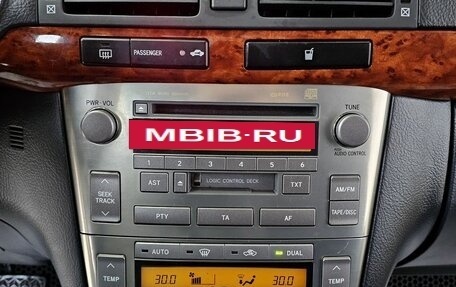 PASSENGER
PWR·VOL
TUNE
MBIB·RU
AUDIO CONTROL
1 2 3 4 5 6
AST
LOGIC CONTROL DECK
TXT
AM/FM
SEEK
TRACK
TAPE/DISC
PTY
TA
AF
AUTO
DUAL
TEMP
30.0
30.0
TEMP